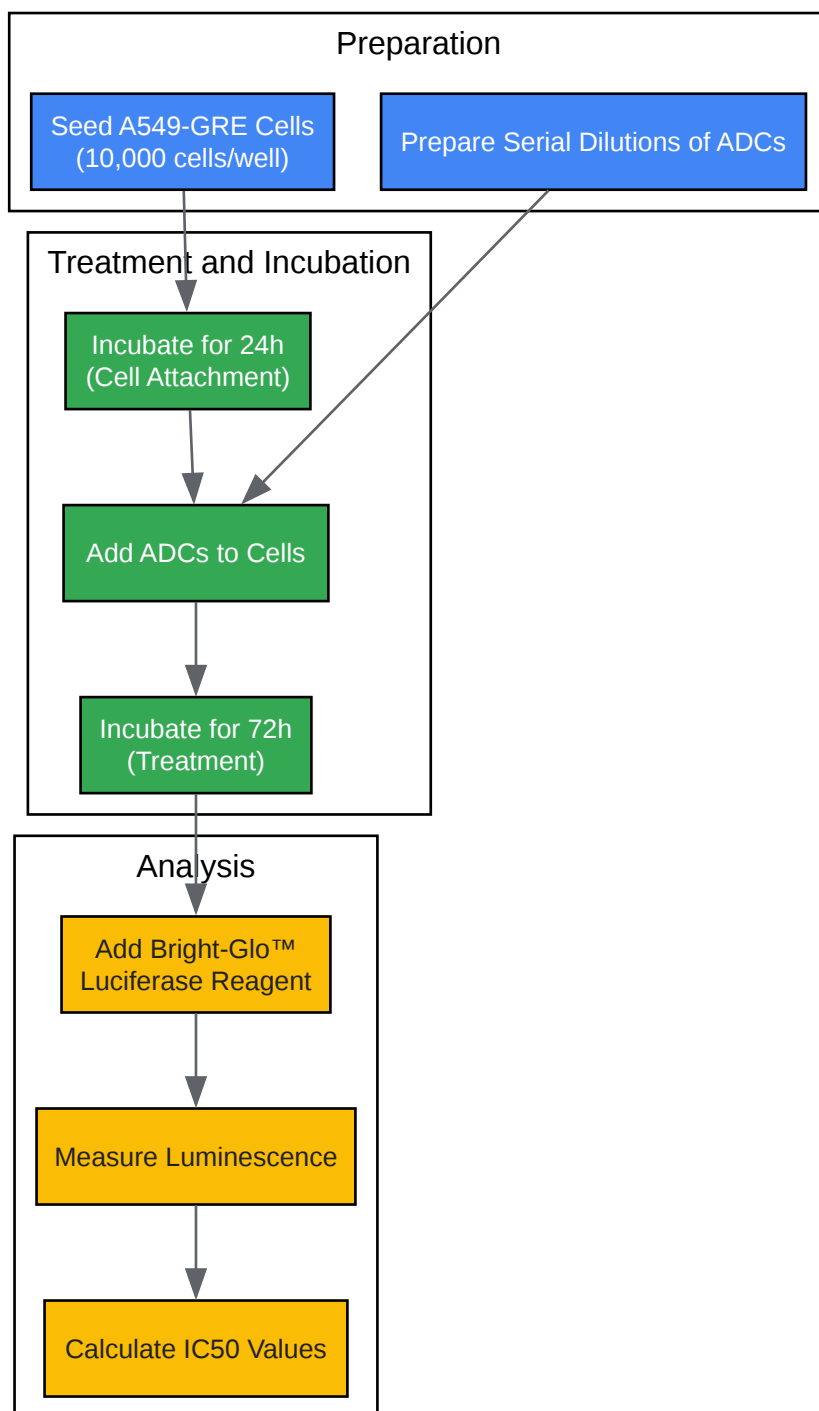 Preparation
Seed A549-GRE Cells
(10,000 cells/well)
Prepare Serial Dilutions of ADCs
Treatment and Incubation
Incubate for 24h
(Cell Attachment)
Add ADCs to Cells
Incubate for 72h
(Treatment)
Analysis
Add Bright-Glo™
Luciferase Reagent
Measure Luminescence
Calculate IC50 Values